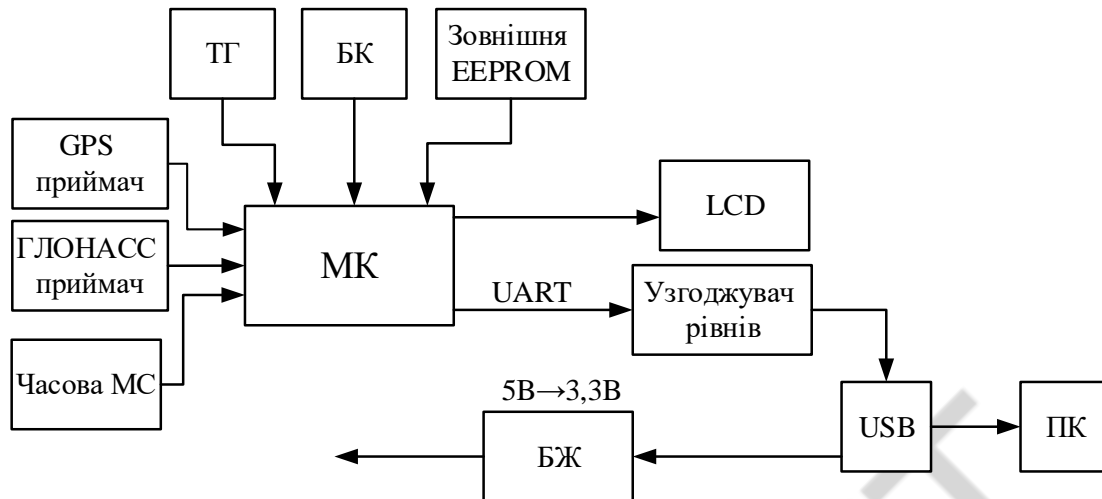 ТГ
БК
Зовнішня
EEPROM
GPS
приймач
ГЛОНАСС
приймач
Часова МС
МК
LCD
UART
Узгоджувач
рівнів
5В→3,3В
БЖ
USB
ПК